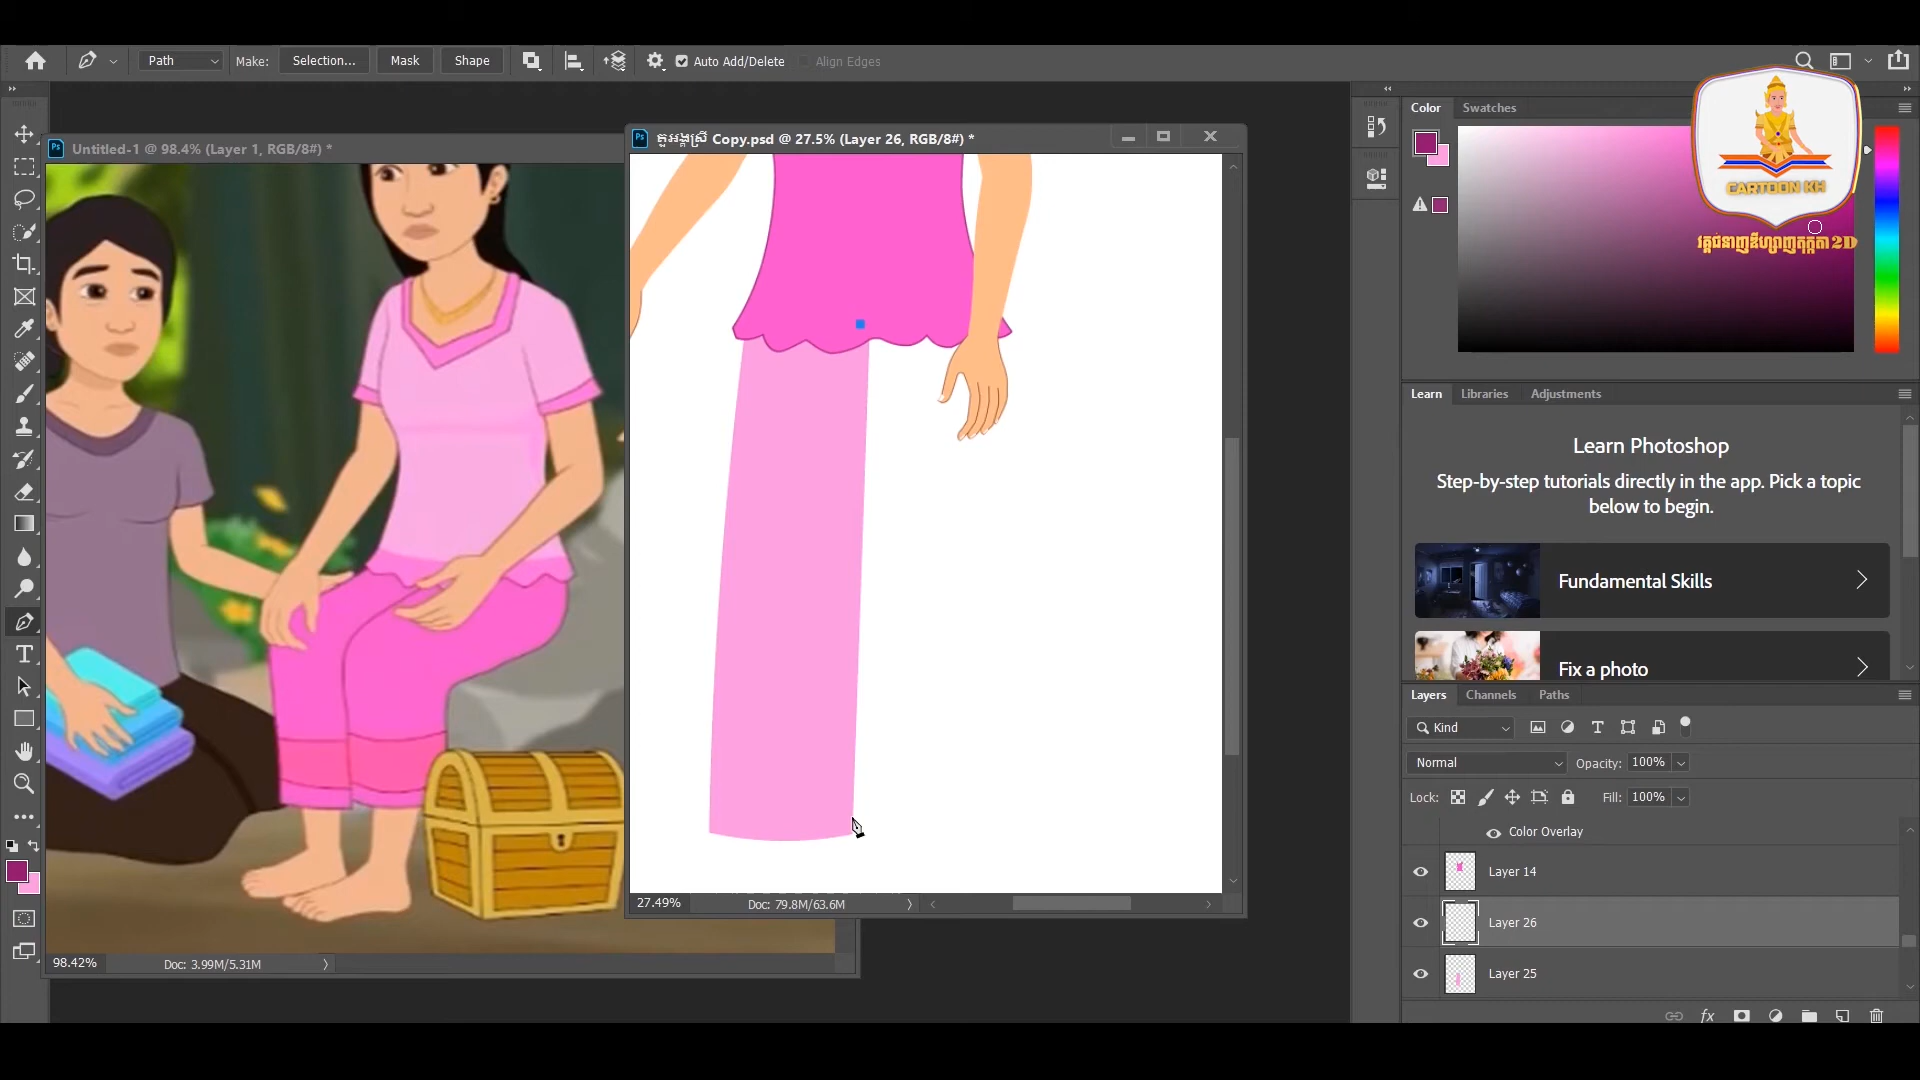 Path
Make:
Selection...
Mask
Shape
Auto Add/Delete
Align Edges
Untitled-1 @ 98.4% (Layer 1, RGB/8#) *
Copy.psd @ 27.5% (Layer 26, RGB/8#) *
Color
Swatches
CARTOON KH
2D
Learn
Libraries
Adjustments
Learn Photoshop
Step-by-step tutorials directly in the app. Pick a topic
below to begin.
Fundamental Skills
Fix a photo
Layers
Channels
Paths
Kind
Normal
Opacity:
100%
Lock:
Fill:
100%
Color Overlay
Layer 14
Layer 26
Layer 25
27.49%
Doc: 79.8M/63.6M
98.42%
Doc: 3.99M/5.31M